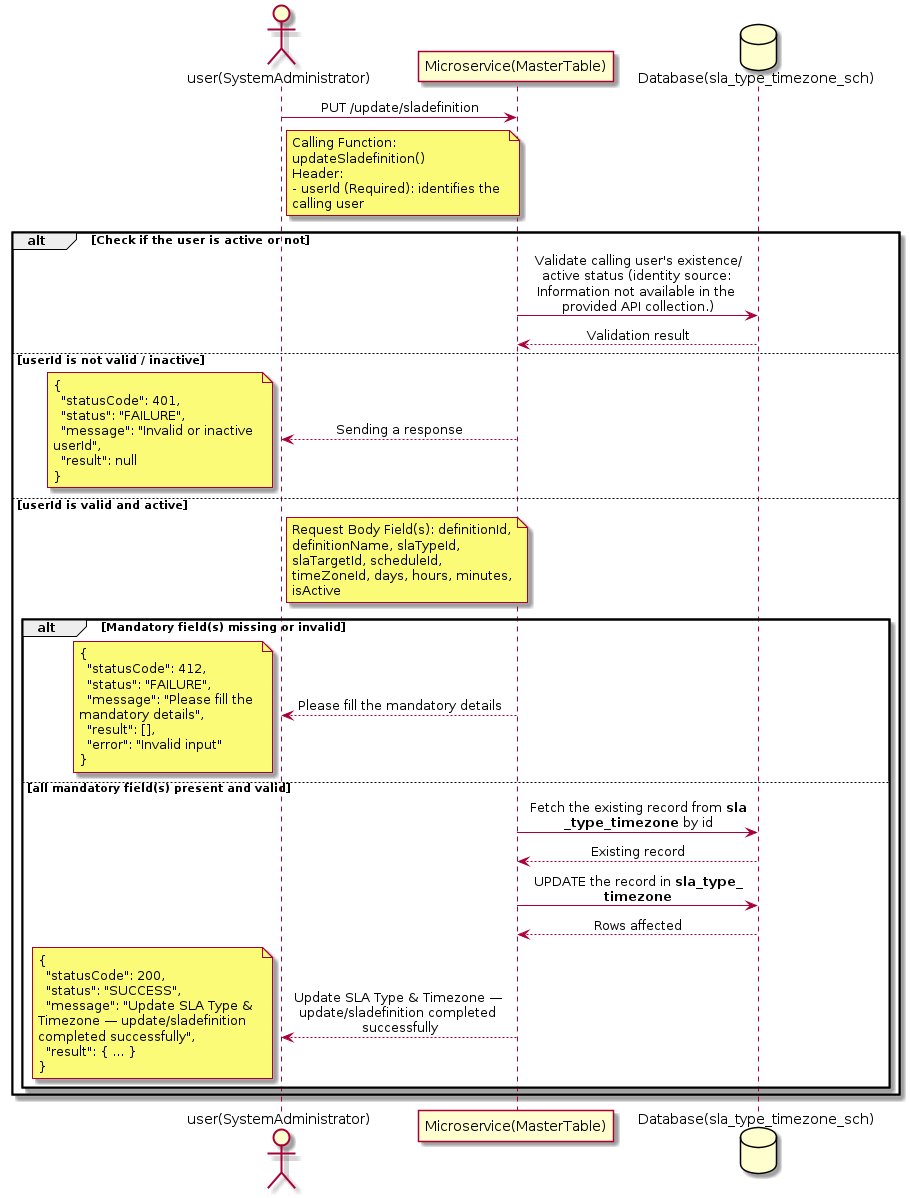 user(SystemAdministrator)
Microservice(MasterTable)
Database(sla_type_timezone_sch)
PUT /update/sladefinition
Calling Function:
updateSladefinition()
Header:
- userId (Required): identifies the
calling user
alt
[Check if the user is active or not]
Validate calling user's existence/
active status (identity source:
Information not available in the
provided API collection.)
Validation result
[userId is not valid / inactive]
{
"statusCode": 401,
"status": "FAILURE",
"message": "Invalid or inactive
userId",
"result": null
}
Sending a response
[userId is valid and active]
Request Body Field(s): definitionId,
definitionName, slaTypeId,
slaTargetId, scheduleId,
timeZoneId, days, hours, minutes,
isActive
alt
[Mandatory field(s) missing or invalid]
{
"statusCode": 412,
"status": "FAILURE",
"message": "Please fill the
mandatory details",
"result": [],
"error": "Invalid input"
}
Please fill the mandatory details
[all mandatory field(s) present and valid]
Fetch the existing record from sla
_type_timezone by id
Existing record
UPDATE the record in sla_type_
timezone
Rows affected
{
"statusCode": 200,
"status": "SUCCESS",
"message": "Update SLA Type &
Timezone — update/sladefinition
completed successfully",
"result": { ... }
}
Update SLA Type & Timezone —
update/sladefinition completed
successfully
user(SystemAdministrator)
Microservice(MasterTable)
Database(sla_type_timezone_sch)